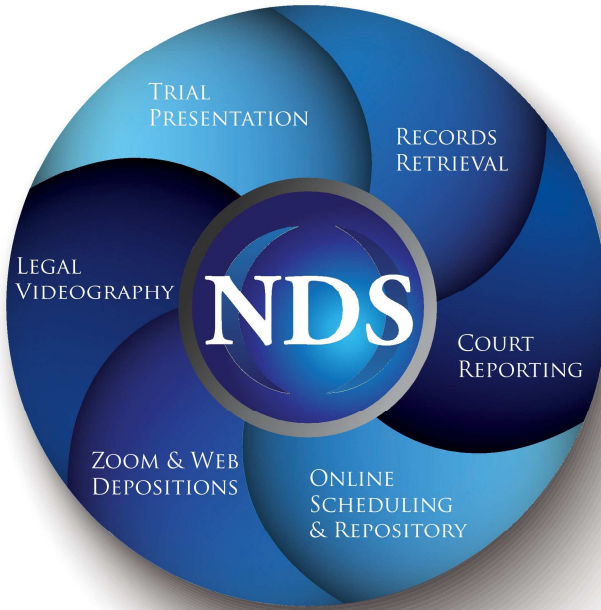 TRIAL
PRESENTATION
RECORDS
RETRIEVAL
LEGAL
VIDEOGRAPHY
NDS
COURT
REPORTING
ZOOM & WEB
DEPOSITIONS
ONLINE
SCHEDULING
& REPOSITORY